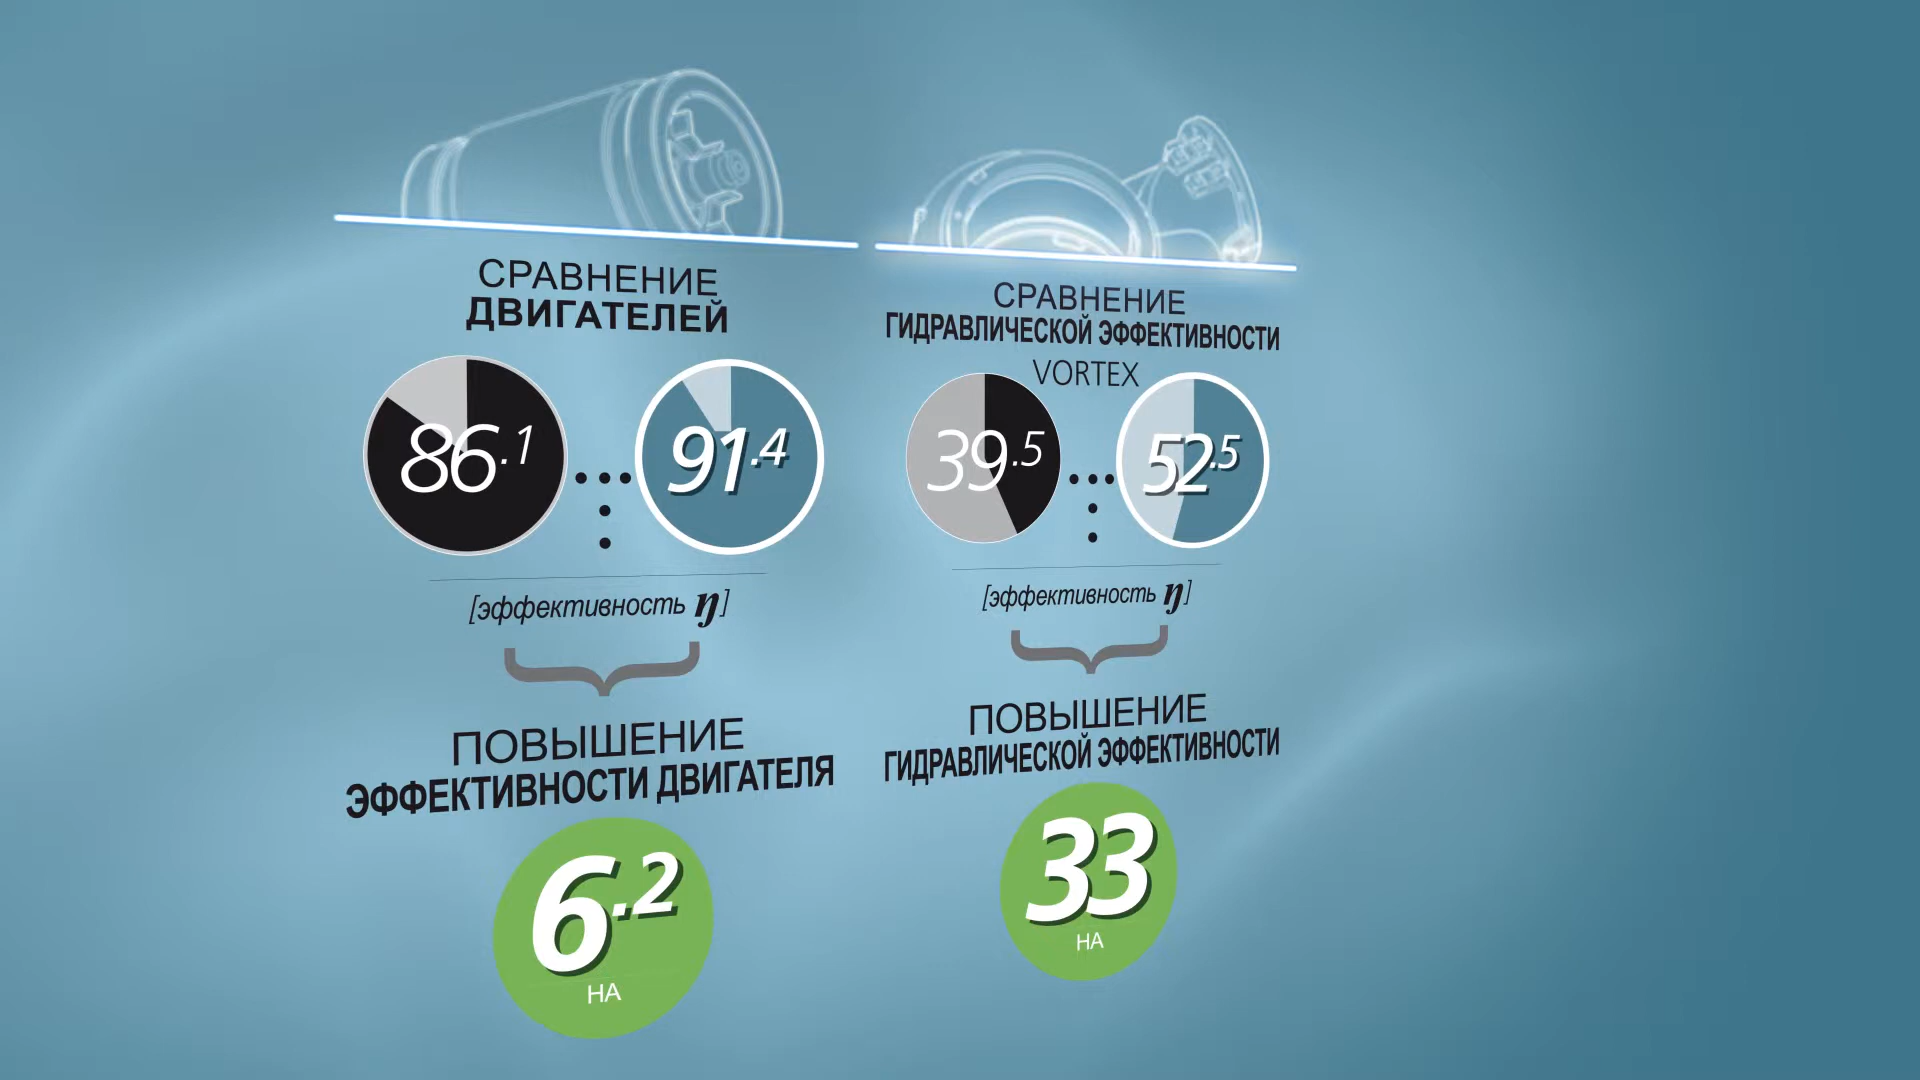 СРАВНЕНИЕ
ДВИГАТЕЛЕЙ
86.1
91.4
[эффективность η]
ПОВЫШЕНИЕ
ЭФФЕКТИВНОСТИ ДВИГАТЕЛЯ
6.2
НА
СРАВНЕНИЕ
ГИДРАВЛИЧЕСКОЙ ЭФФЕКТИВНОСТИ
VORTEX
39.5
52.5
[эффективность η]
ПОВЫШЕНИЕ
ГИДРАВЛИЧЕСКОЙ ЭФФЕКТИВНОСТИ
33
НА